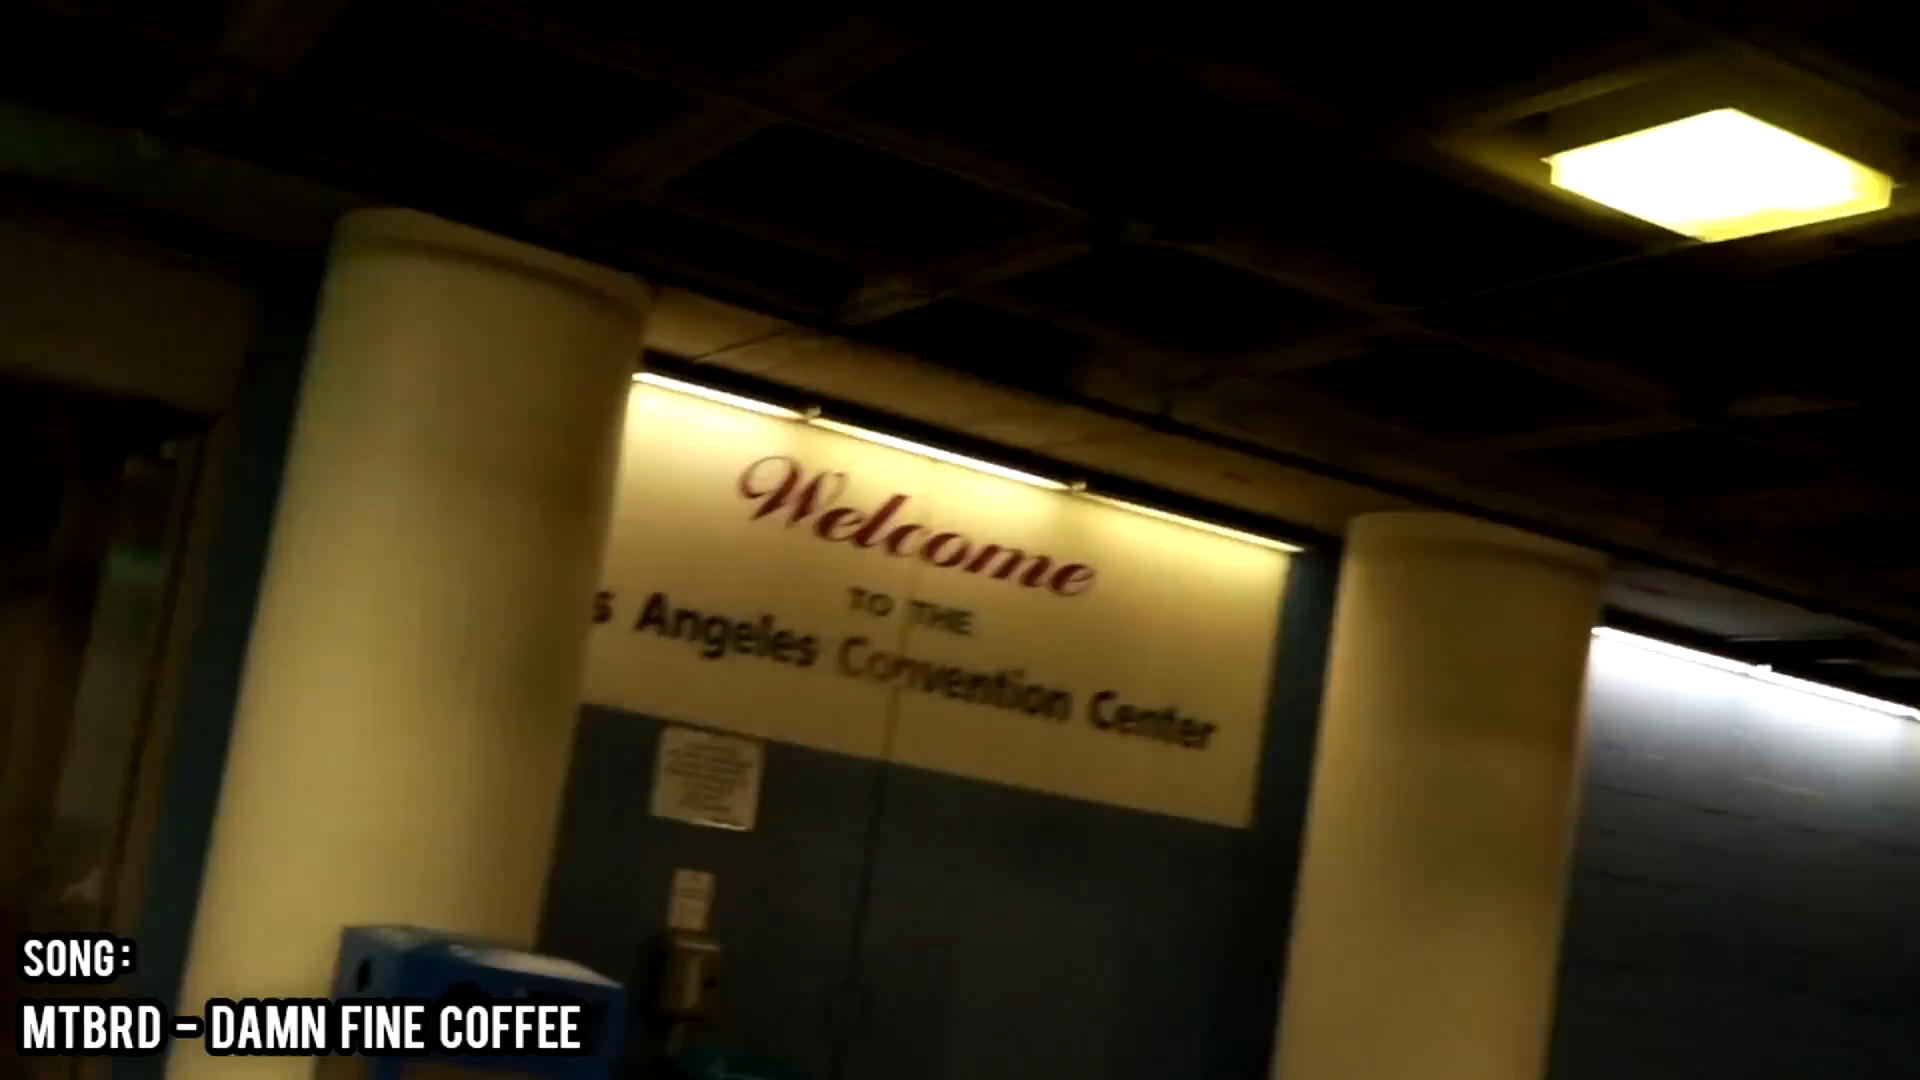 Welcome
TO THE
s Angeles Convention Center
SONG:
MTBRD - DAMN FINE COFFEE